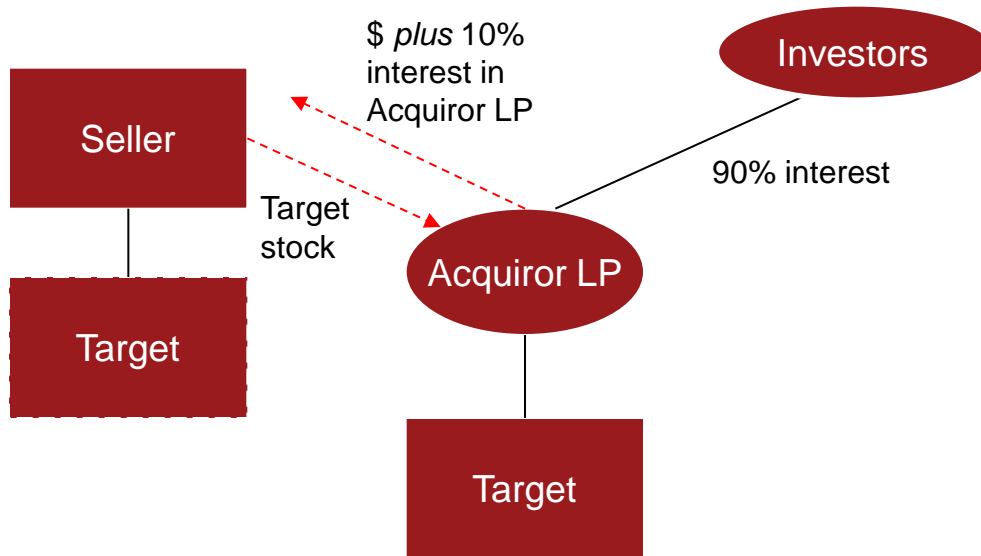 $ plus 10%
interest in
Acquiror LP
Investors
Seller
90% interest
Target
stock
Acquiror LP
Target
Target